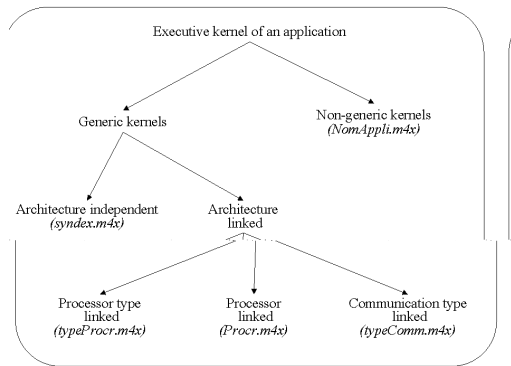 Executive kernel of an application
Generic kernels
Non-generic kernels
(NomAppli.m4x)
Architecture independent
(syndex.m4x)
Architecture
linked
Processor type
linked
(typeProcr.m4x)
Processor
linked
(Procr.m4x)
Communication type
linked
(typeComm.m4x)